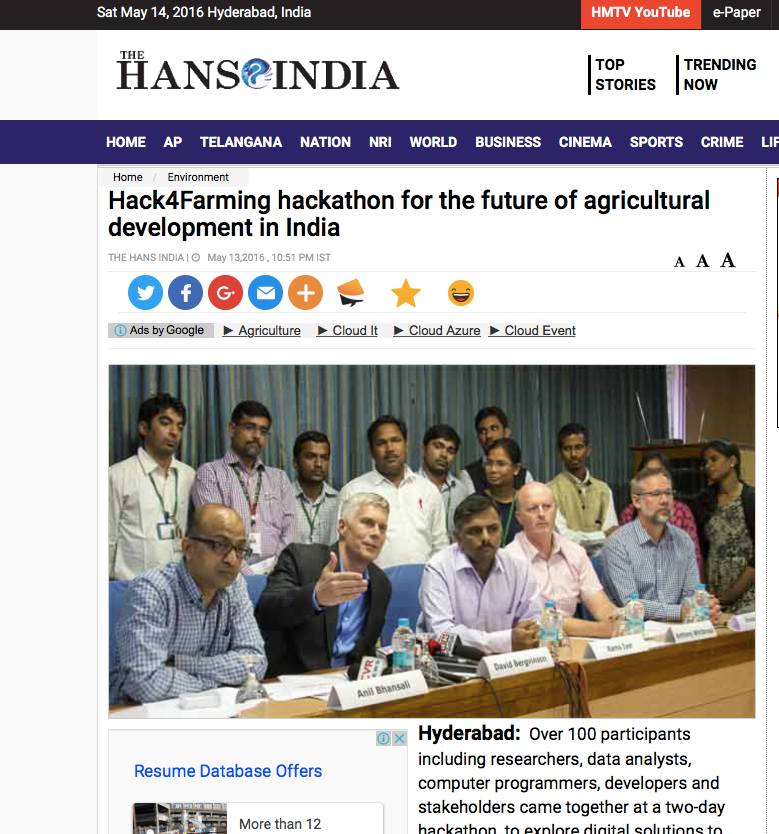 Sat May 14, 2016 Hyderabad, India
HMTV YouTube
e-Paper
THE
HANS INDIA
TOP
STORIES
TRENDING
NOW
HOME AP TELANGANA NATION NRI WORLD BUSINESS CINEMA SPORTS CRIME LIF
Home / Environment
Hack4Farming hackathon for the future of agricultural
development in India
THE HANS INDIA | May 13,2016 , 10:51 PM IST
A A A
Ads by Google
Agriculture
Cloud It
Cloud Azure
Cloud Event
CVR
Anil Bhansali
David Bergvinson
Hyderabad: Over 100 participants
including researchers, data analysts,
computer programmers, developers and
stakeholders came together at a two-day
hackathon, to explore digital solutions to
Resume Database Offers
More than 12